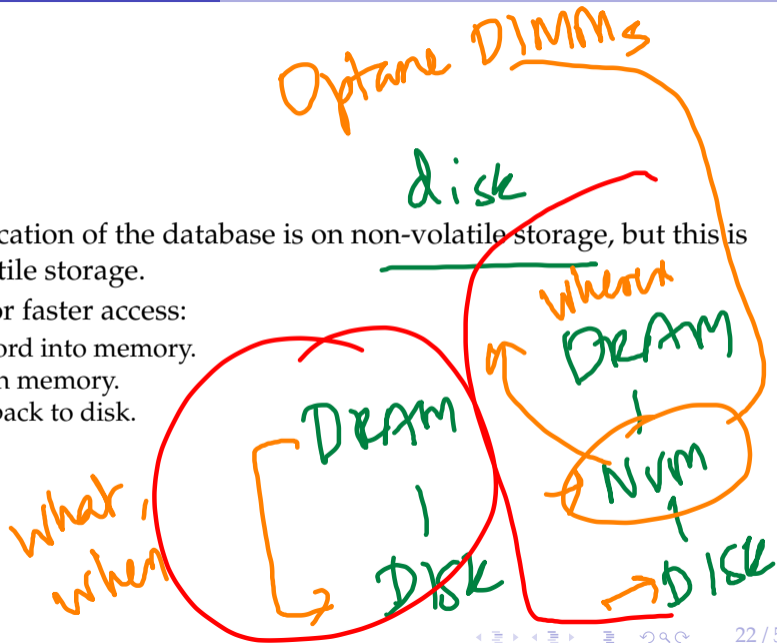 Optane DIMMs
disk
cation of the database is on non-volatile storage, but this is
tile storage.
or faster access:
ord into memory.
n memory.
back to disk.
where
DRAM
DRAM
NVM
what,
when
DISK
DISK
22 / 5